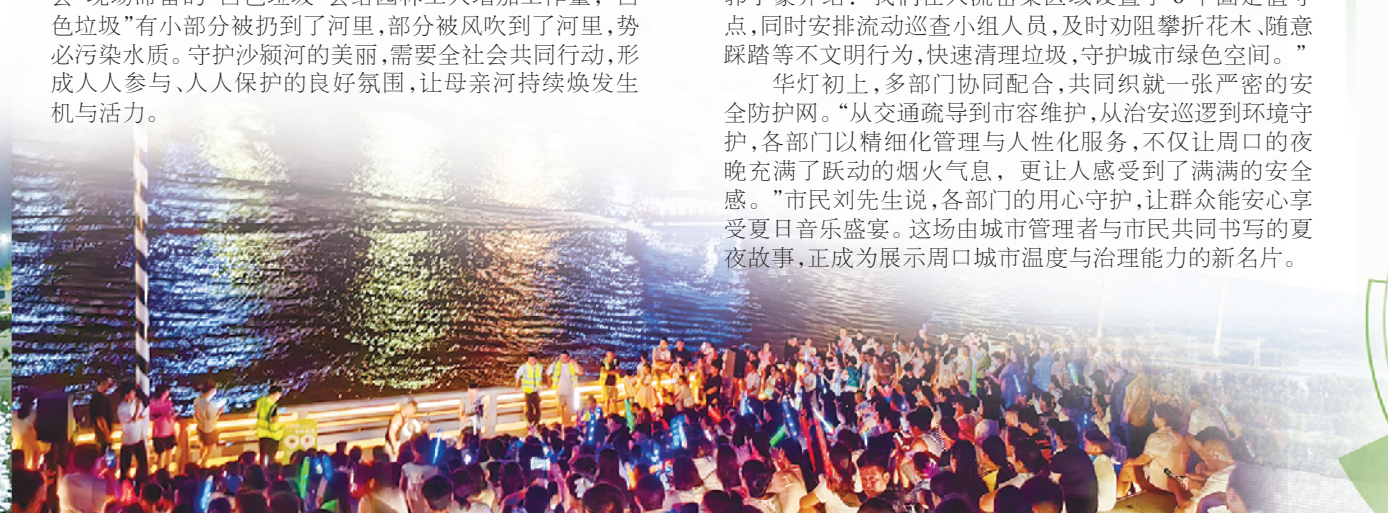 色垃圾”有小部分被扔到了河里,部分被风吹到了河里,势
必污染水质。守护沙颍河的美丽,需要全社会共同行动,形
成人人参与、人人保护的良好氛围,让母亲河持续焕发生
机与活力。
点,同时安排流动巡查小组人员,及时劝阻攀折花木、随意
踩踏等不文明行为,快速清理垃圾,守护城市绿色空间。”
华灯初上,多部门协同配合,共同织就一张严密的安
全防护网。“从交通疏导到市容维护,从治安巡逻到环境守
护,各部门以精细化管理与人性化服务,不仅让周口的夜
晚充满了跃动的烟火气息,更让人感受到了满满的安全
感。”市民刘先生说,各部门的用心守护,让群众能安心享
受夏日音乐盛宴。这场由城市管理者与市民共同书写的夏
夜故事,正成为展示周口城市温度与治理能力的新名片。